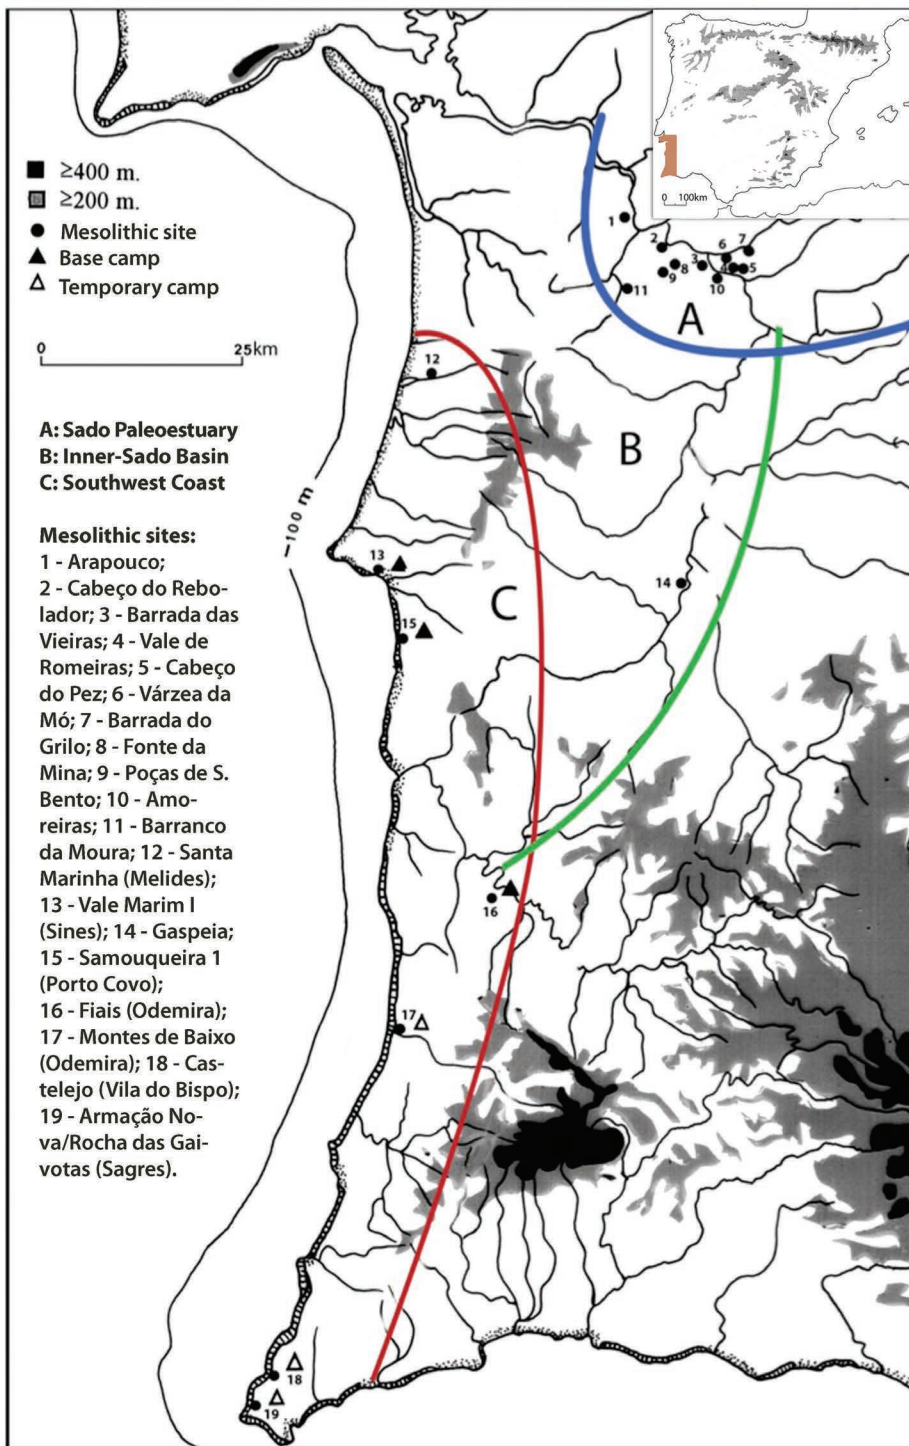 0 100km
≥400 m.
≥200 m.
Mesolithic site
Base camp
Temporary camp
0 25km
A: Sado Paleoestuary
B: Inner-Sado Basin
C: Southwest Coast
Mesolithic sites:
1 - Arapouco;
2 - Cabeço do Rebo-
lador; 3 - Barrada das
Vieiras; 4 - Vale de
Romeiras; 5 - Cabeço
do Pez; 6 - Várzea da
Mó; 7 - Barrada do
Grilo; 8 - Fonte da
Mina; 9 - Poças de S.
Bento; 10 - Amo-
reiras; 11 - Barranco
da Moura; 12 - Santa
Marinha (Melides);
13 - Vale Marim I
(Sines); 14 - Gaspeia;
15 - Samouqueira 1
(Porto Covo);
16 - Fiais (Odemira);
17 - Montes de Baixo
(Odemira); 18 - Cas-
telejo (Vila do Bispo);
19 - Armação No-
va/Rocha das Gai-
votas (Sagres).
-100 m
1
2
3
4
5
6
7
8
9
10
11
A
12
B
13
14
C
15
16
17
18
19